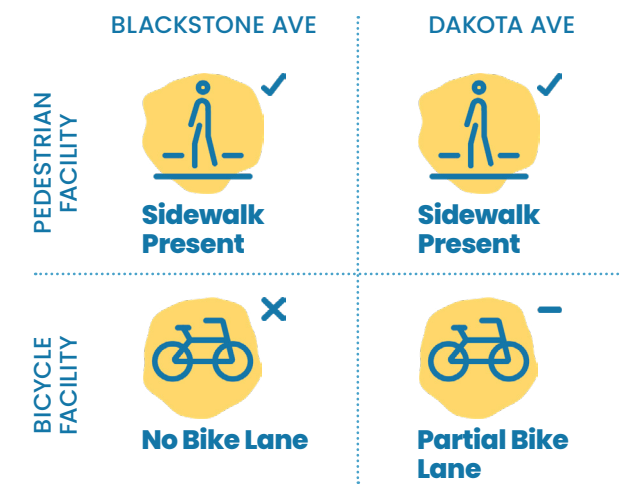 BLACKSTONE AVE
DAKOTA AVE
PEDESTRIAN
FACILITY
Sidewalk
Present
Sidewalk
Present
BICYCLE
FACILITY
No Bike Lane
Partial Bike
Lane